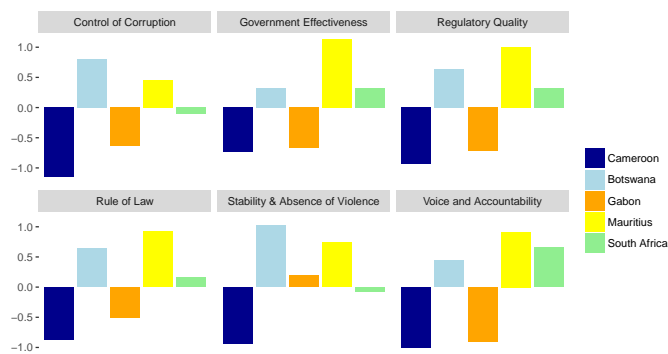 Control of Corruption
Government Effectiveness
Regulatory Quality
1.0
0.5
0.0
−0.5
−1.0
Rule of Law
Stability & Absence of Violence
Voice and Accountability
1.0
0.5
0.0
−0.5
−1.0
Cameroon
Botswana
Gabon
Mauritius
South Africa